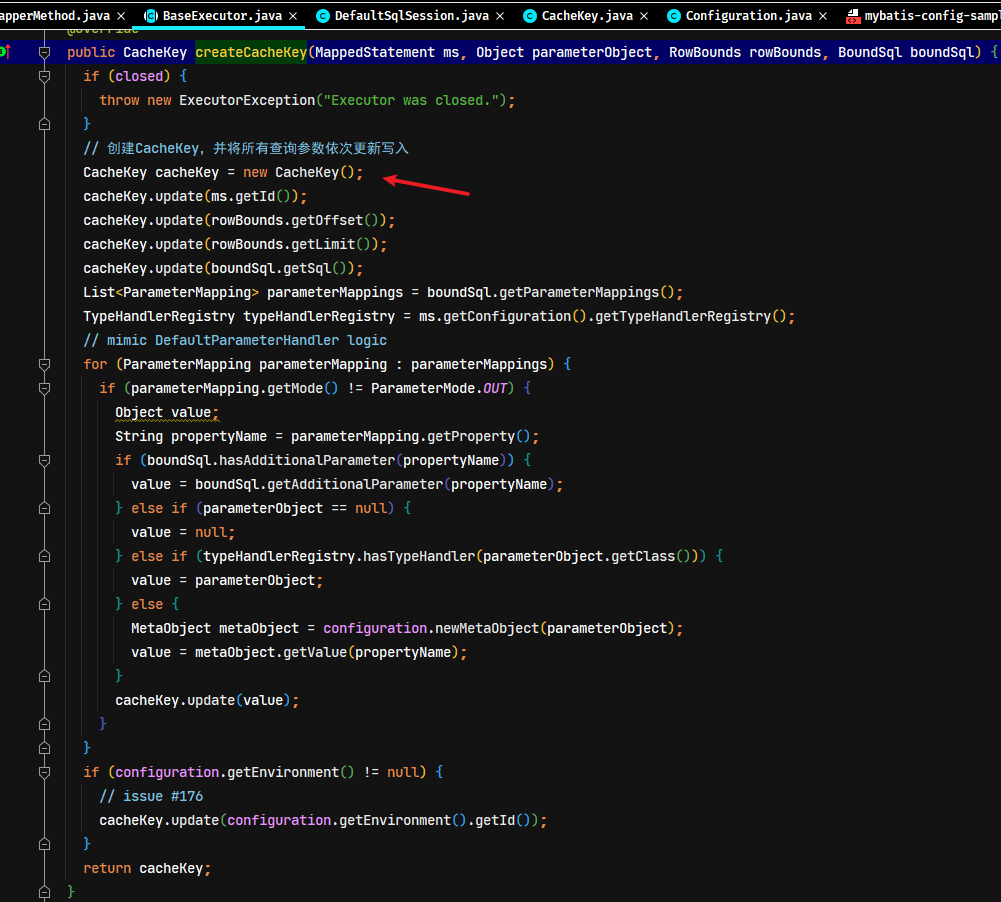 apperMethod.java × BaseExecutor.java × DefaultSqlSession.java × CacheKey.java × Configuration.java × mybatis-config-sampl
@Override
public CacheKey createCacheKey(MappedStatement ms, Object parameterObject, RowBounds rowBounds, BoundSql boundSql) {
if (closed) {
throw new ExecutorException("Executor was closed.");
}
// 创建CacheKey，并将所有查询参数依次更新写入
CacheKey cacheKey = new CacheKey();
cacheKey.update(ms.getId());
cacheKey.update(rowBounds.getOffset());
cacheKey.update(rowBounds.getLimit());
cacheKey.update(boundSql.getSql());
List<ParameterMapping> parameterMappings = boundSql.getParameterMappings();
TypeHandlerRegistry typeHandlerRegistry = ms.getConfiguration().getTypeHandlerRegistry();
// mimic DefaultParameterHandler logic
for (ParameterMapping parameterMapping : parameterMappings) {
if (parameterMapping.getMode() != ParameterMode.OUT) {
Object value;
String propertyName = parameterMapping.getProperty();
if (boundSql.hasAdditionalParameter(propertyName)) {
value = boundSql.getAdditionalParameter(propertyName);
} else if (parameterObject == null) {
value = null;
} else if (typeHandlerRegistry.hasTypeHandler(parameterObject.getClass())) {
value = parameterObject;
} else {
MetaObject metaObject = configuration.newMetaObject(parameterObject);
value = metaObject.getValue(propertyName);
}
cacheKey.update(value);
}
}
if (configuration.getEnvironment() != null) {
// issue #176
cacheKey.update(configuration.getEnvironment().getId());
}
return cacheKey;
}